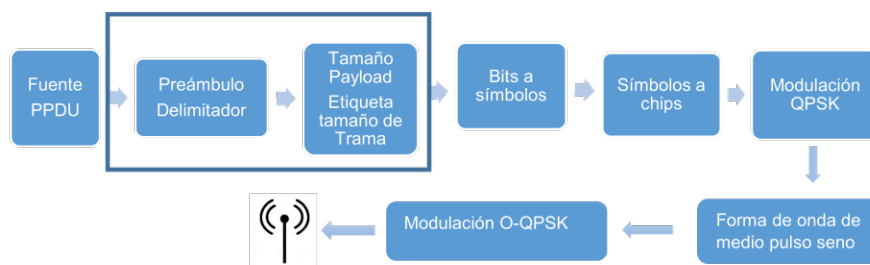 Fuente
PPDU
Preámbulo
Delimitador
Tamaño
Payload
Etiqueta
tamaño de
Trama
Bits a
símbolos
Símbolos a
chips
Modulación
QPSK
Forma de onda de
medio pulso seno
Modulación O-QPSK